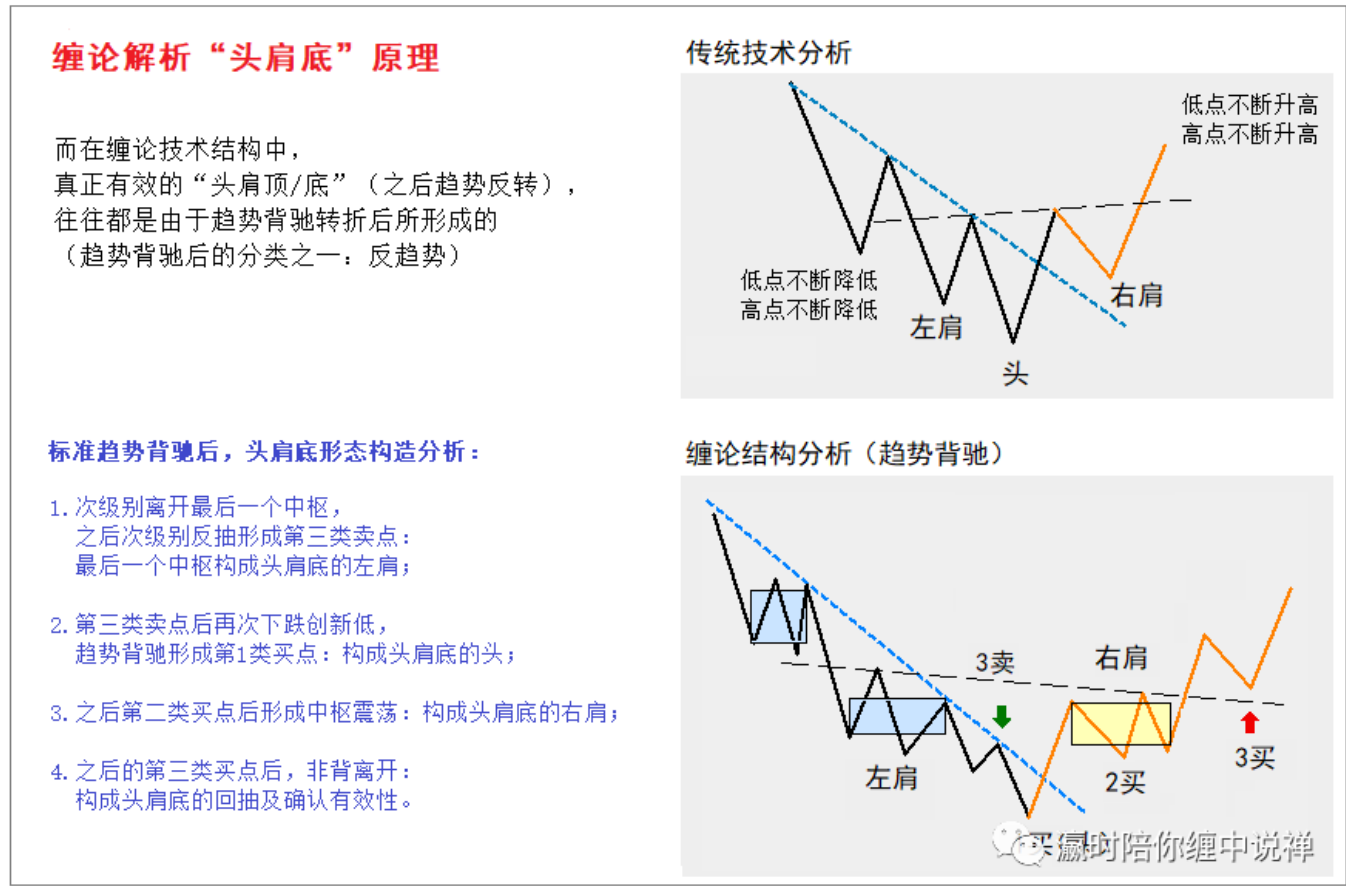 缠论解析“头肩底”原理
而在缠论技术结构中，
真正有效的“头肩顶/底”（之后趋势反转），
往往都是由于趋势背驰转折后所形成的
（趋势背驰后的分类之一：反趋势）
标准趋势背驰后，头肩底形态构造分析：
1. 次级别离开最后一个中枢，
之后次级别反抽形成第三类卖点：
最后一个中枢构成头肩底的左肩；
2. 第三类卖点后再次下跌创新低，
趋势背驰形成第1类买点：构成头肩底的头；
3. 之后第二类买点后形成中枢震荡：构成头肩底的右肩；
4. 之后的第三类买点后，非背离开：
构成头肩底的回抽及确认有效性。
传统技术分析
低点不断升高
高点不断升高
低点不断降低
高点不断降低
左肩
头
右肩
缠论结构分析（趋势背驰）
3卖
右肩
左肩
2买
3买
瀛时陪你缠中说禅